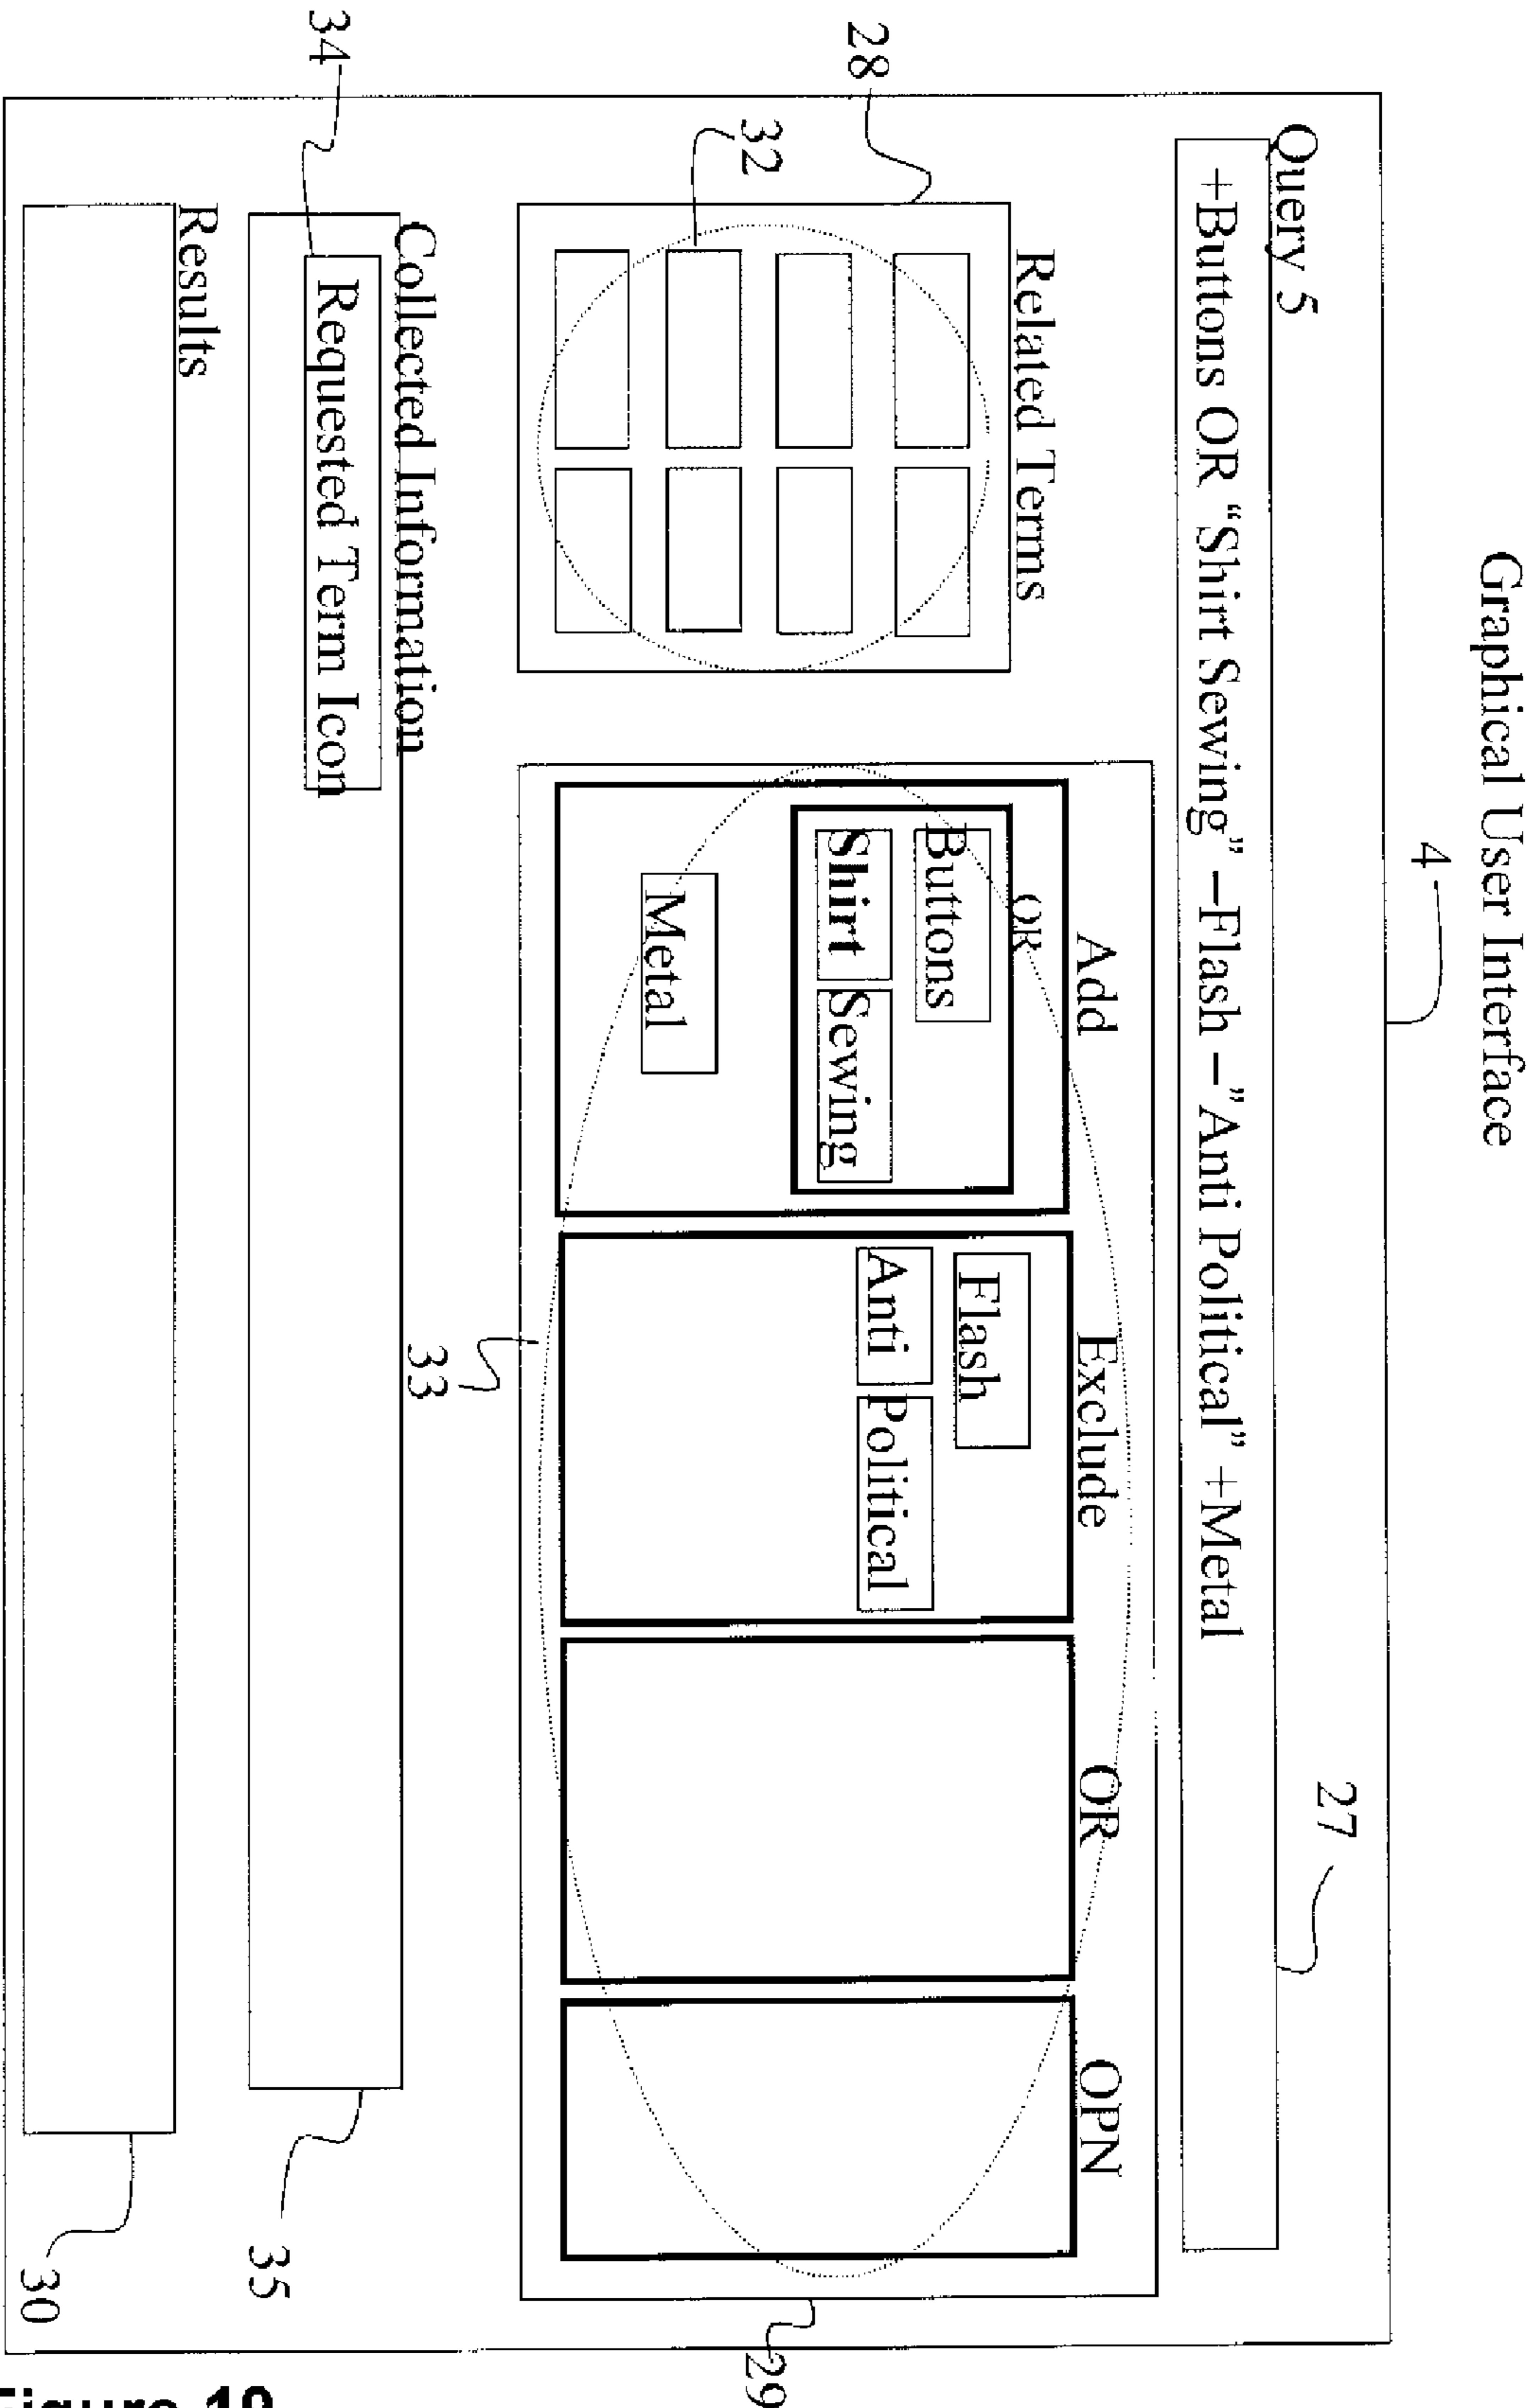 Graphical User Interface
4
27
Query 5
+Buttons OR “Shirt Sewing” –Flash –”Anti Political” +Metal
28
Related Terms
32
Add
Exclude
OR
OPN
OR
Buttons
Shirt Sewing
Metal
Flash
Anti Political
29
33
Collected Information
34
Requested Term Icon
35
Results
30